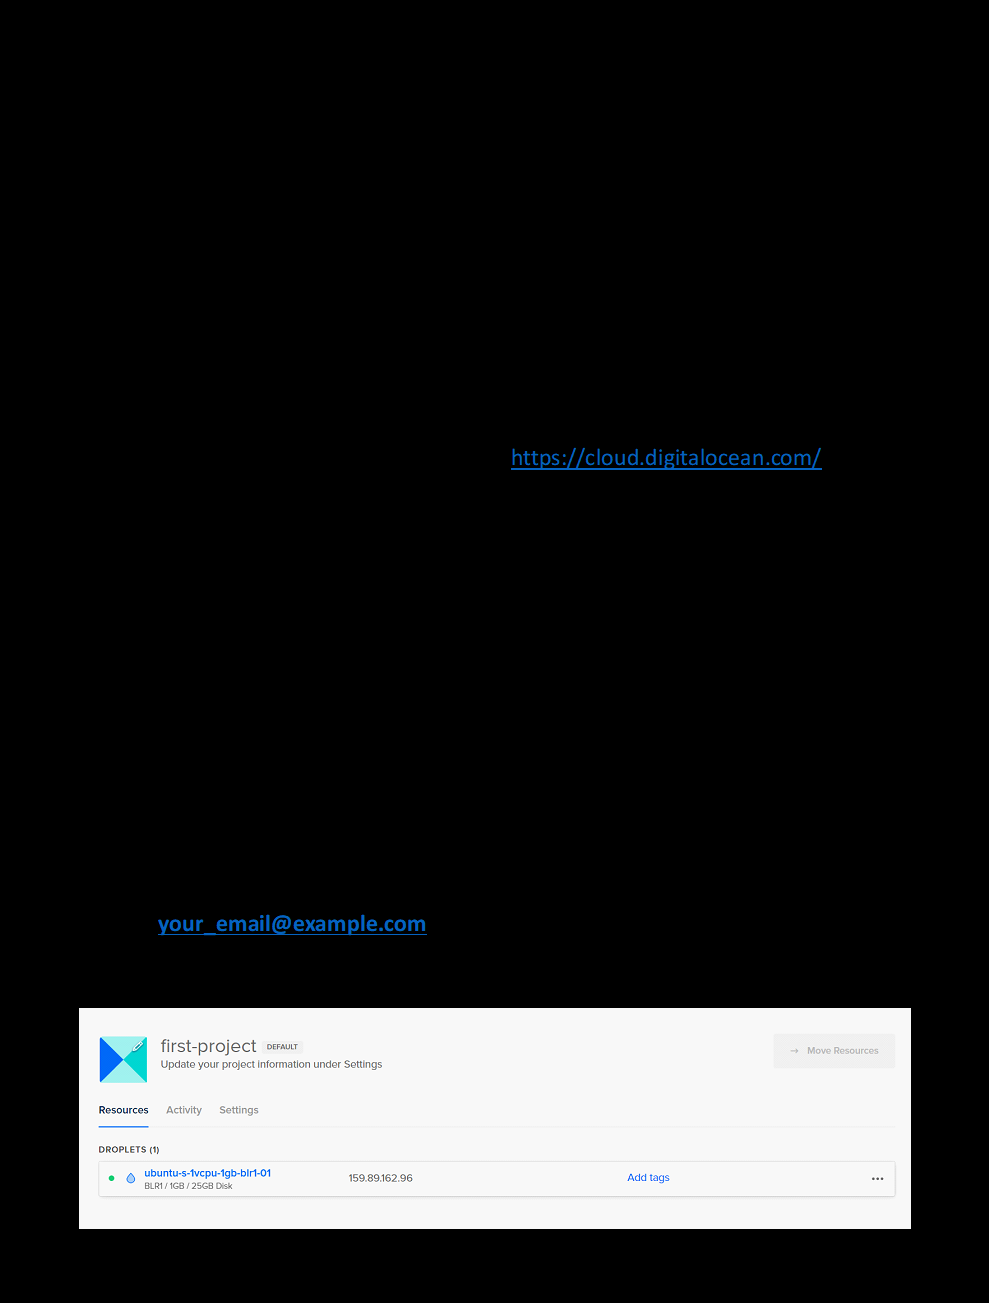 https://cloud.digitalocean.com/
your_email@example.com
first-project DEFAULT
Update your project information under Settings
→ Move Resources
Resources Activity Settings
DROPLETS (1)
ubuntu-s-1vcpu-1gb-blr1-01
BLR1 / 1GB / 25GB Disk
159.89.162.96
Add tags